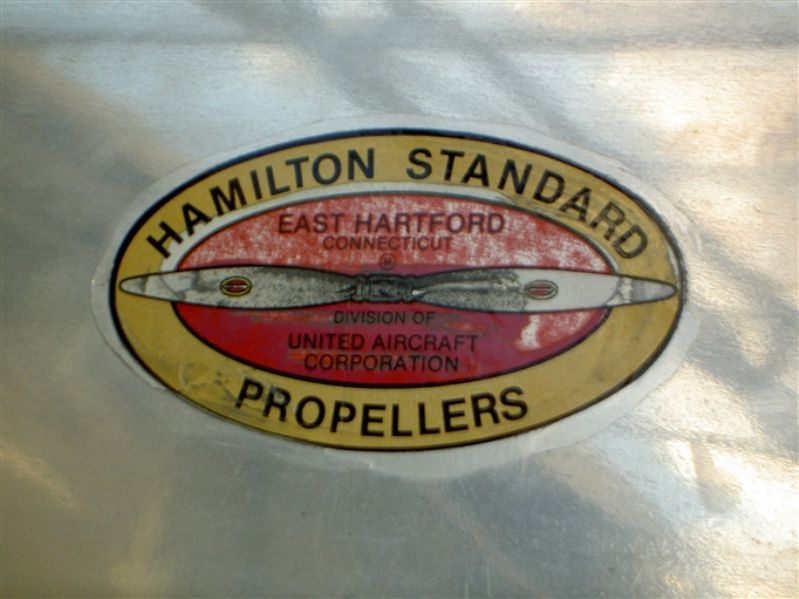 HAMILTON STANDARD
EAST HARTFORD
CONNECTICUT
®
DIVISION OF
UNITED AIRCRAFT
CORPORATION
PROPELLERS